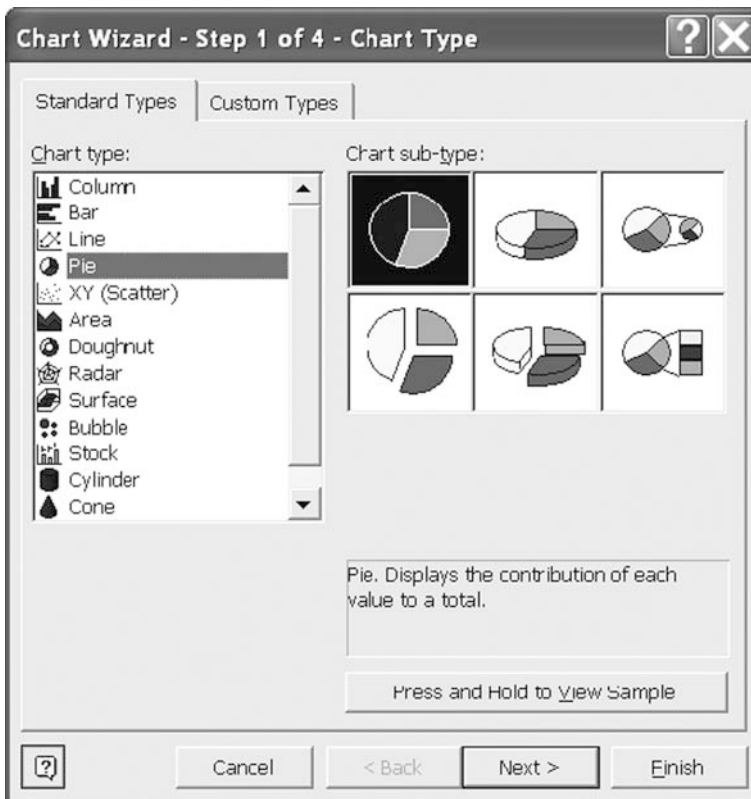 Chart Wizard - Step 1 of 4 - Chart Type
Standard Types
Custom Types
Chart type:
Column
Bar
Line
Pie
XY (Scatter)
Area
Doughnut
Radar
Surface
Bubble
Stock
Cylinder
Cone
Chart sub-type:
Pie. Displays the contribution of each
value to a total.
Press and Hold to View Sample
Cancel
< Back
Next >
Finish